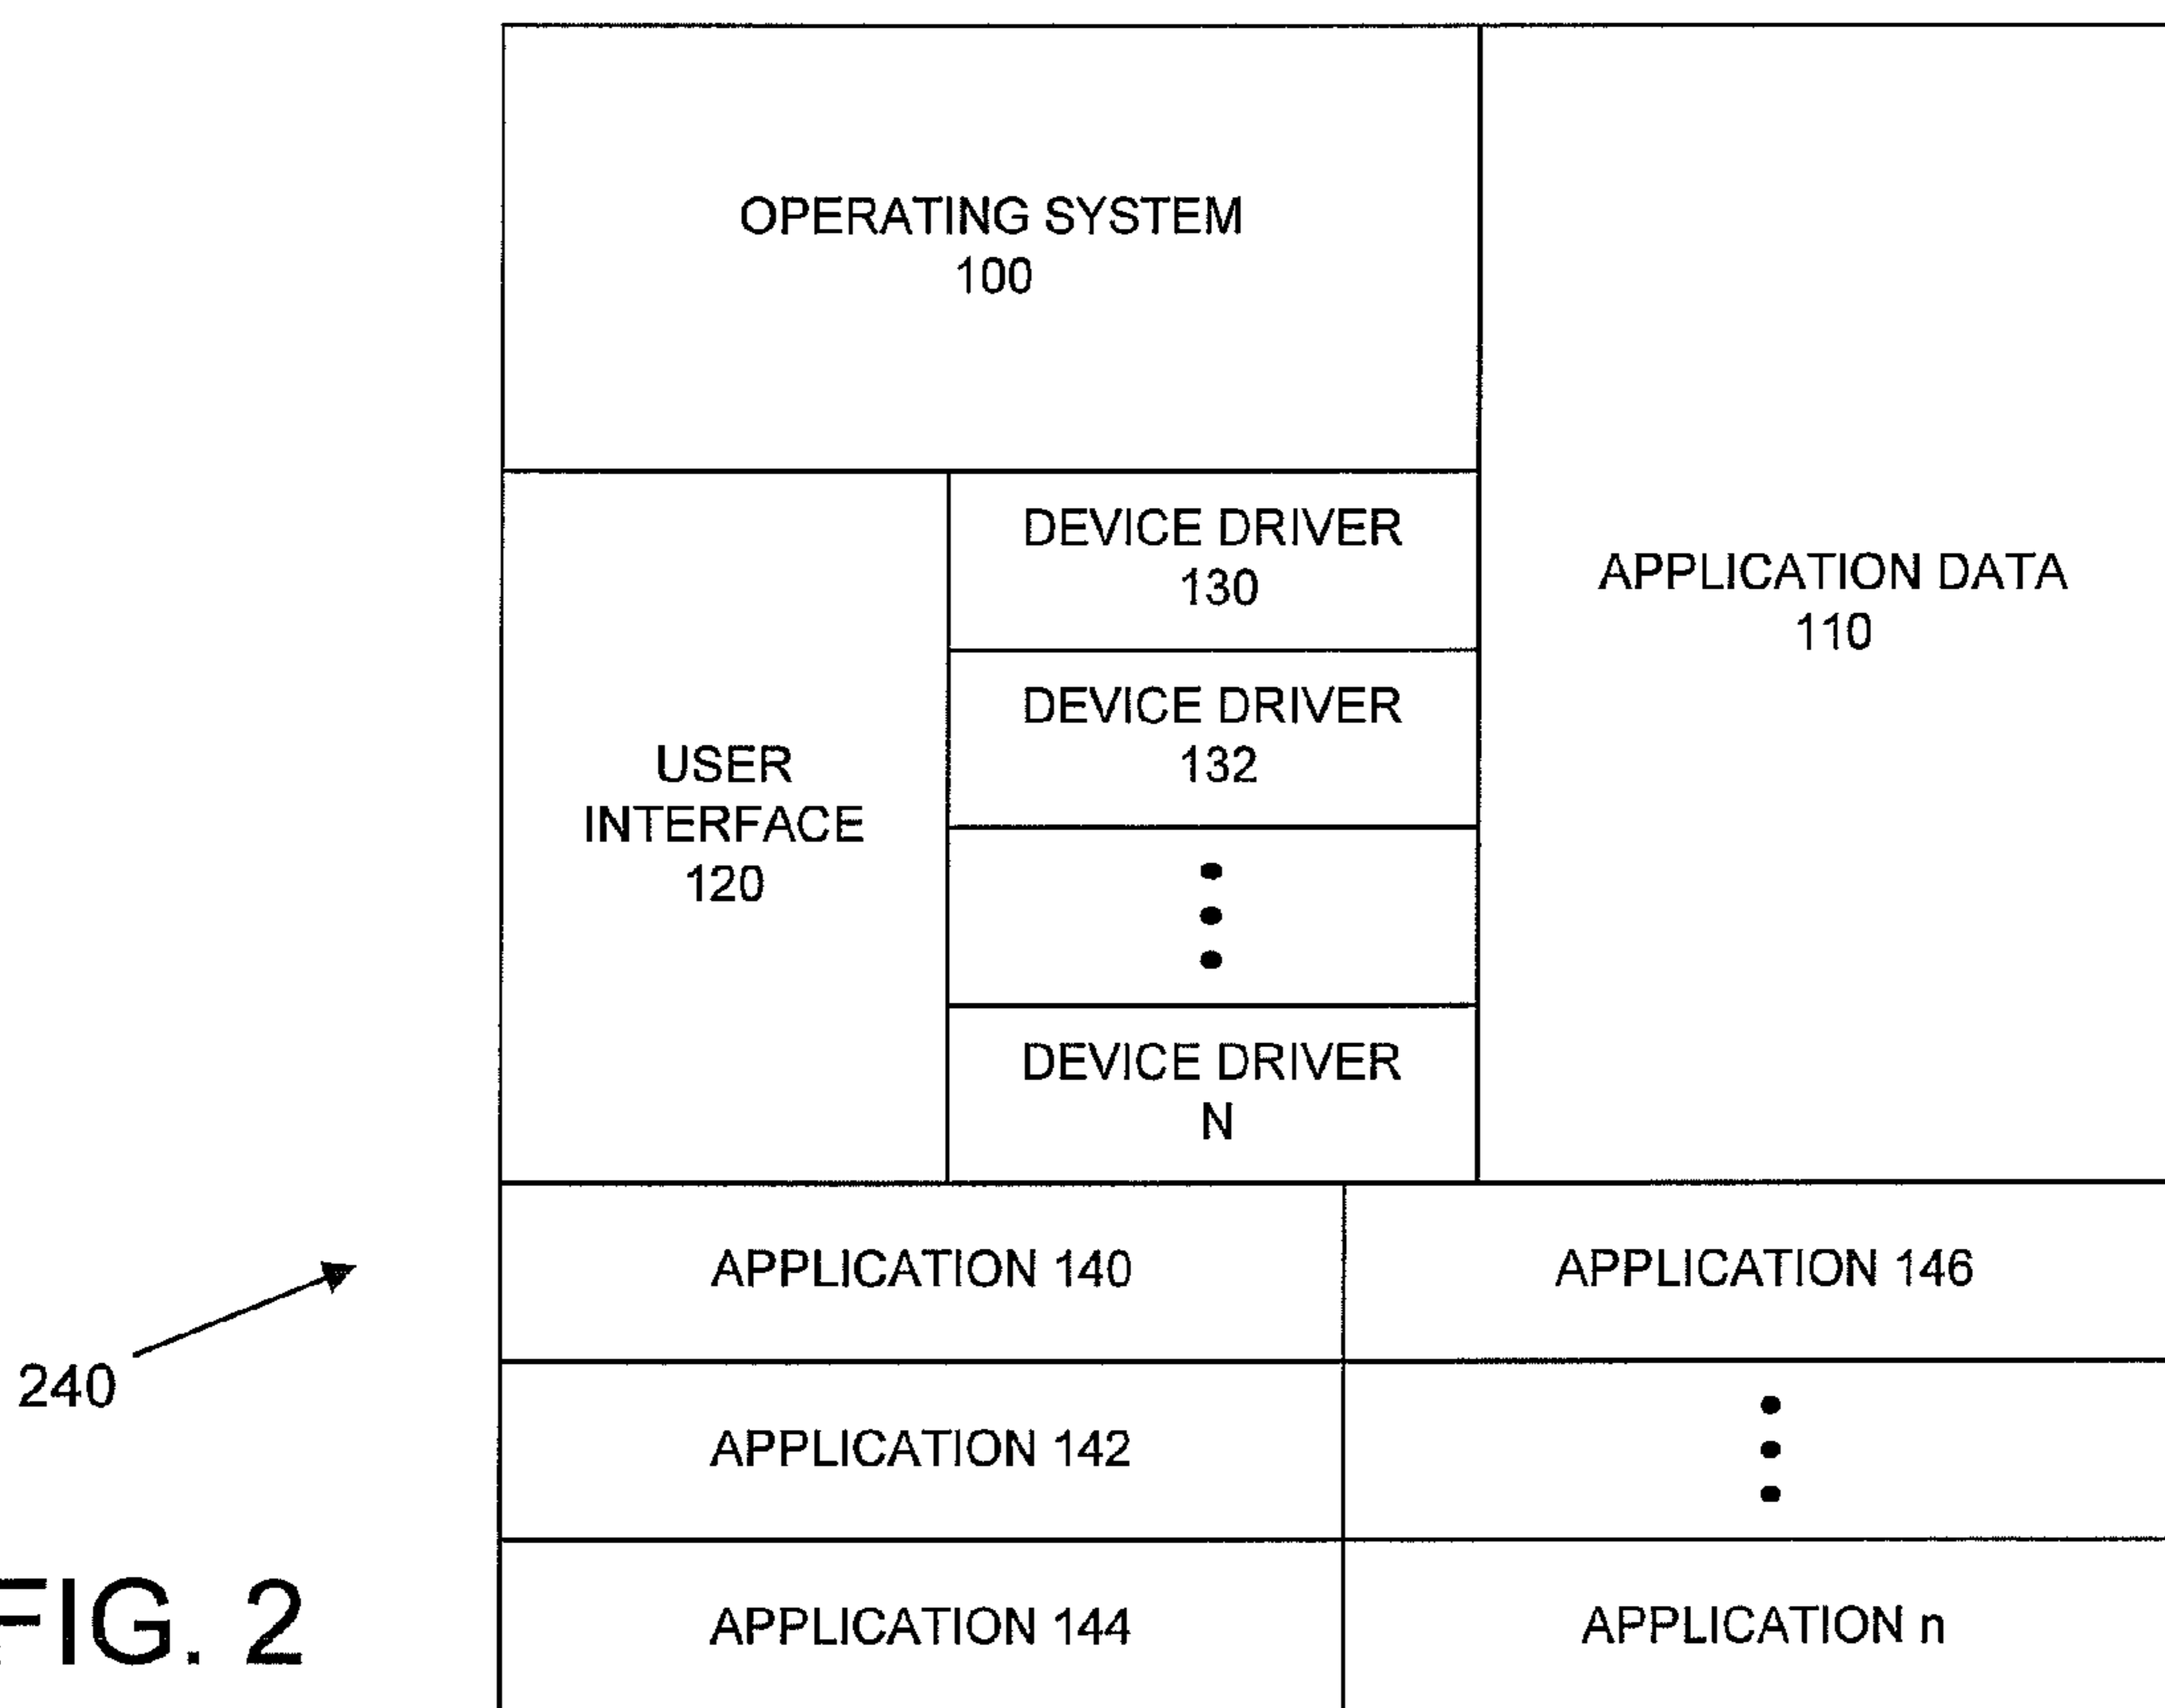 OPERATING SYSTEM
100
DEVICE DRIVER
130
APPLICATION DATA
110
DEVICE DRIVER
132
USER
INTERFACE
120
DEVICE DRIVER
N
APPLICATION 140
APPLICATION 146
240
APPLICATION 142
APPLICATION 144
APPLICATION n
FIG. 2